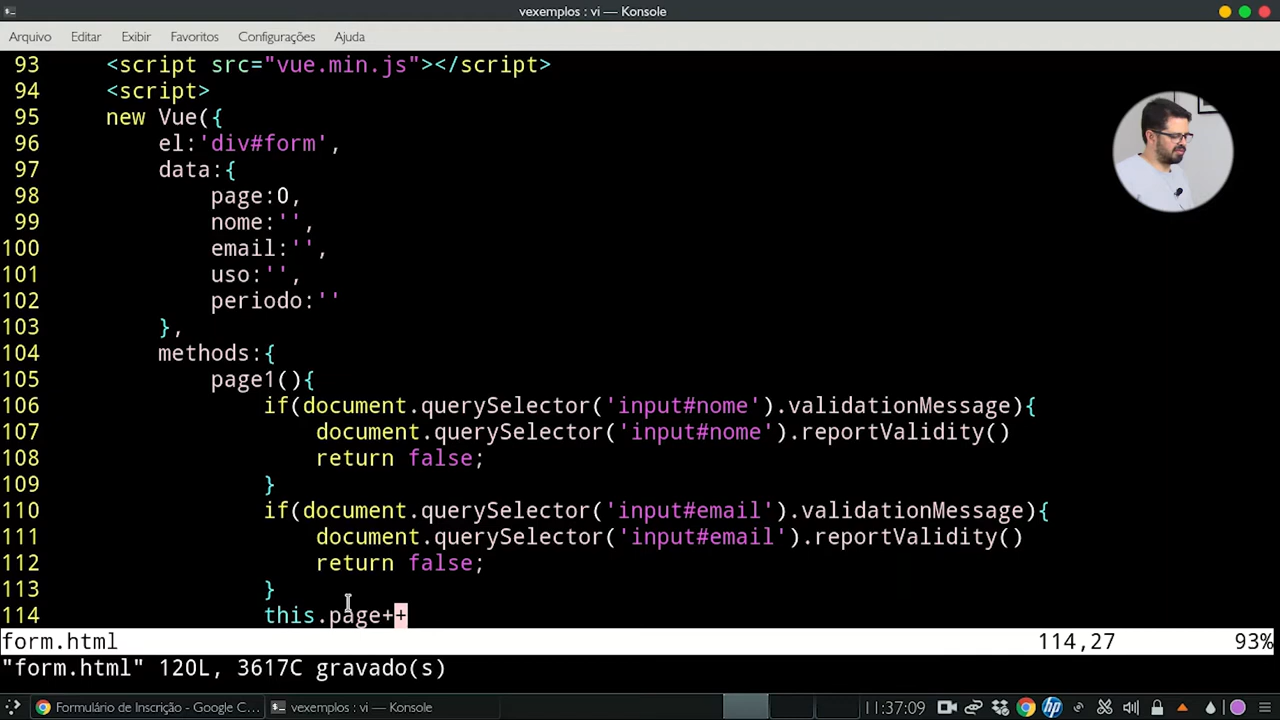 vexemplos : vi — Konsole
Arquivo Editar Exibir Favoritos Configurações Ajuda
93 <script src="vue.min.js"></script>
94 <script>
95 new Vue({
96 el:'div#form',
97 data:{
98 page:0,
99 nome:'',
100 email:'',
101 uso:'',
102 periodo:''
103 },
104 methods:{
105 page1(){
106 if(document.querySelector('input#nome').validationMessage){
107 document.querySelector('input#nome').reportValidity()
108 return false;
109 }
110 if(document.querySelector('input#email').validationMessage){
111 document.querySelector('input#email').reportValidity()
112 return false;
113 }
114 this.page++
form.html 114,27 93%
"form.html" 120L, 3617C gravado(s)
Formulário de Inscrição - Google C... vexemplos : vi — Konsole 11:37:09 hp